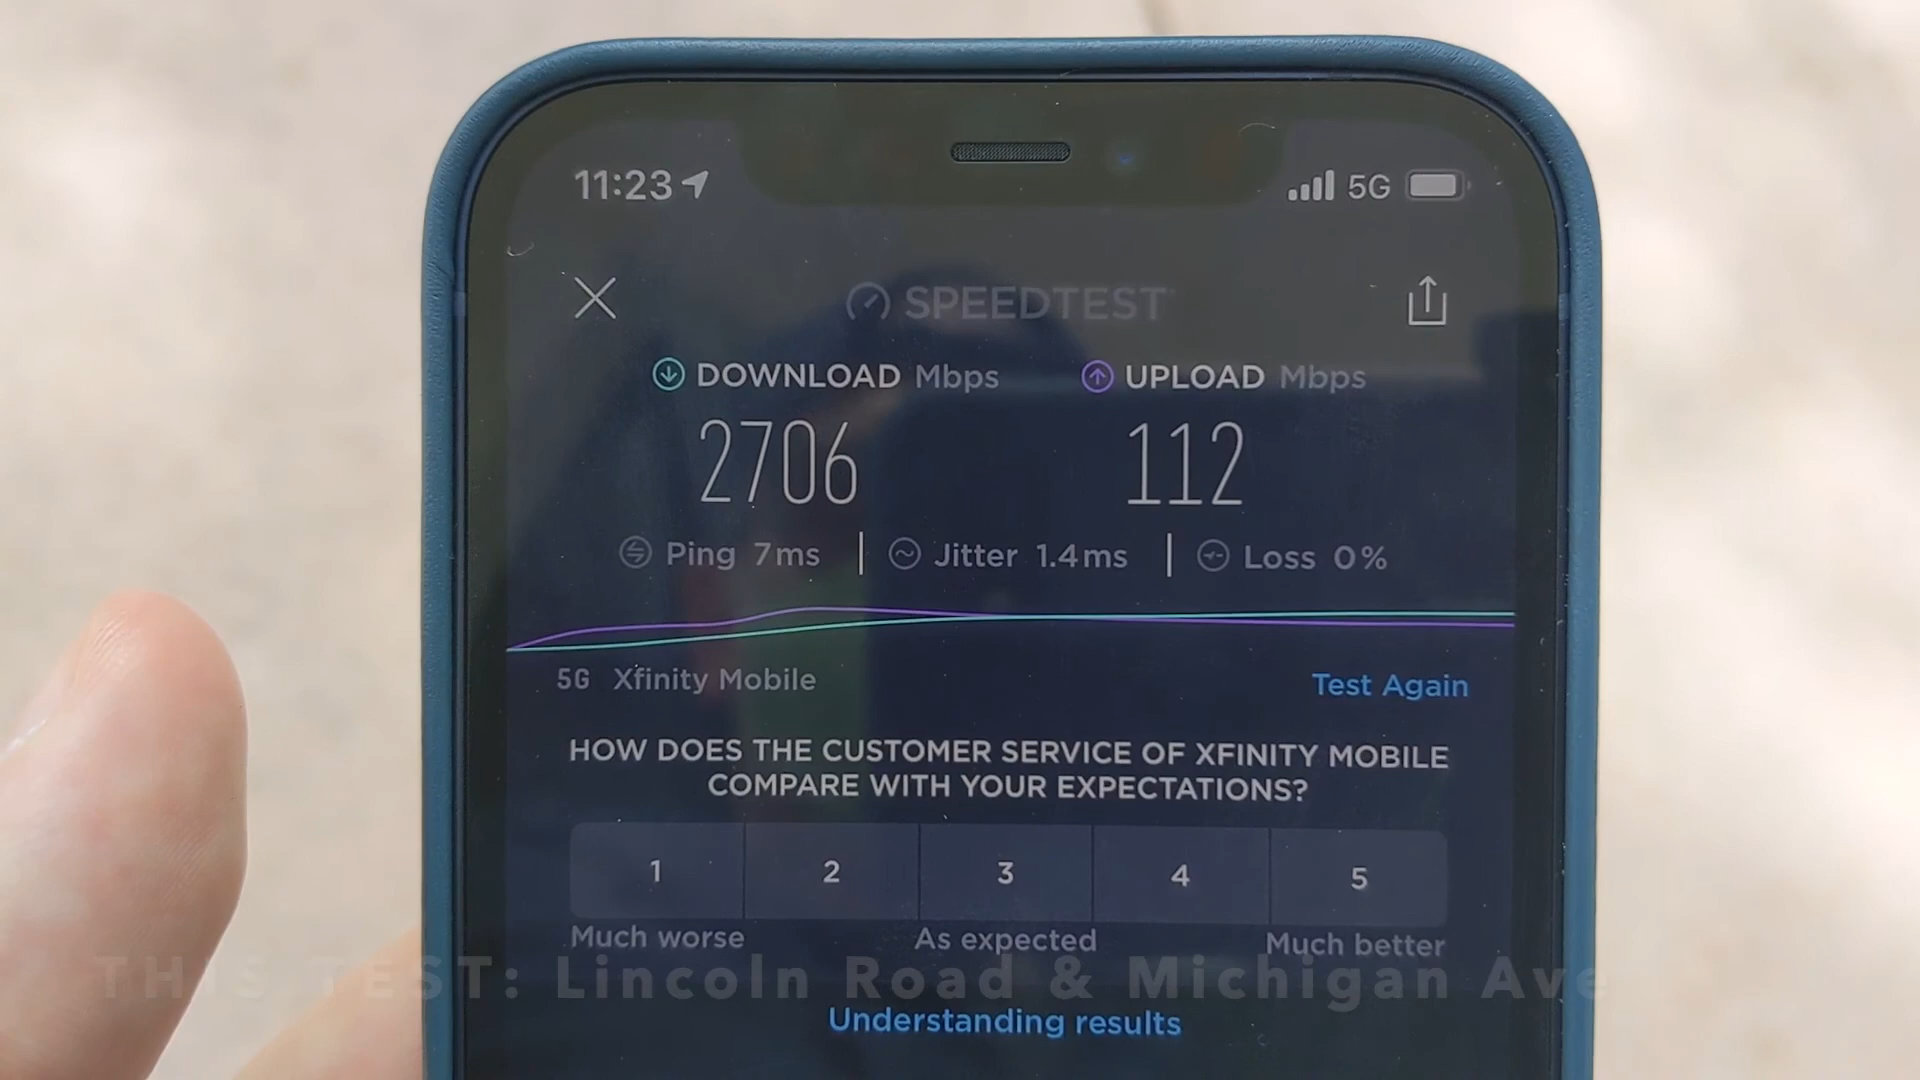 11:23 5G
SPEEDTEST
DOWNLOAD Mbps UPLOAD Mbps
2706 112
Ping 7ms Jitter 1.4ms Loss 0%
5G Xfinity Mobile Test Again
HOW DOES THE CUSTOMER SERVICE OF XFINITY MOBILE
COMPARE WITH YOUR EXPECTATIONS?
1 2 3 4 5
Much worse As expected Much better
THIS TEST: Lincoln Road & Michigan Ave
Understanding results